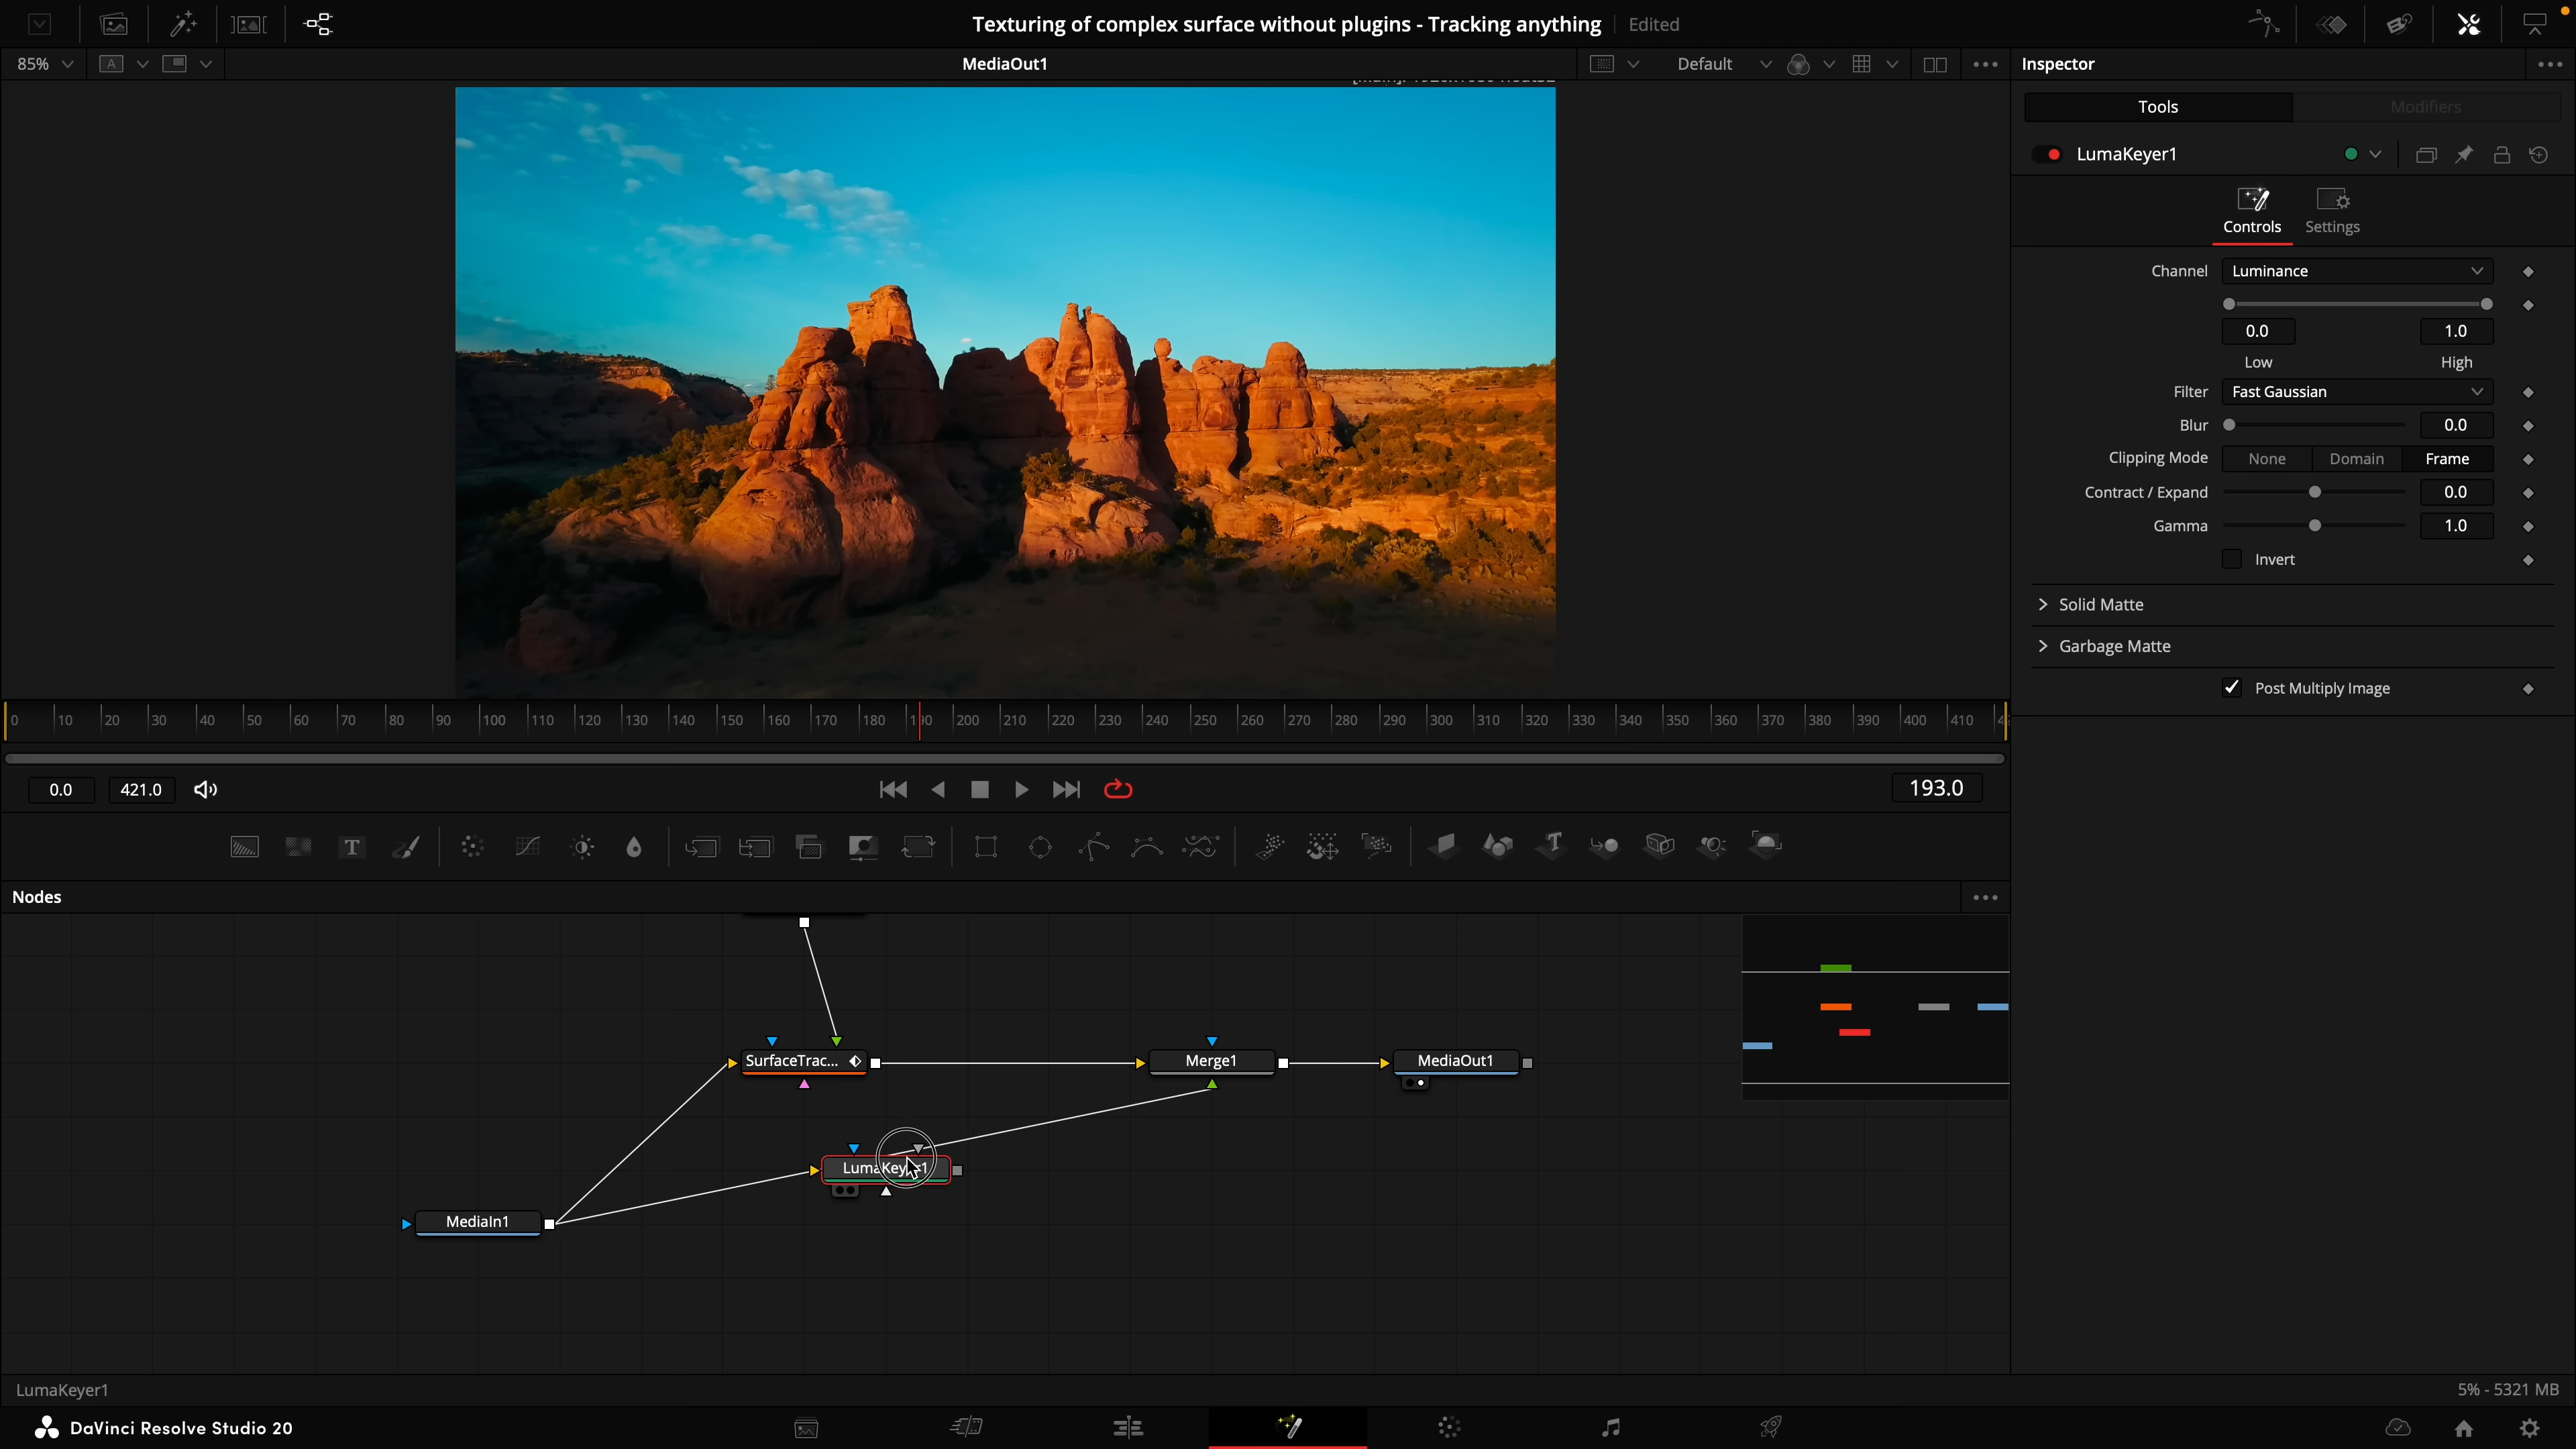 Texturing of complex surface without plugins - Tracking anything
Edited
85%
A
MediaOut1
Default
Inspector
Tools
Modifiers
LumaKeyer1
Controls
Settings
Channel
Luminance
0.0
1.0
Low
High
Filter
Fast Gaussian
Blur
0.0
Clipping Mode
None
Domain
Frame
Contract / Expand
0.0
Gamma
1.0
Invert
Solid Matte
Garbage Matte
Post Multiply Image
0 10 20 30 40 50 60 70 80 90 100 110 120 130 140 150 160 170 180 190 200 210 220 230 240 250 260 270 280 290 300 310 320 330 340 350 360 370 380 390 400 410
0.0
421.0
193.0
T
T
Nodes
SurfaceTrac...
Merge1
MediaOut1
LumaKeyer1
MediaIn1
LumaKeyer1
5% - 5321 MB
DaVinci Resolve Studio 20